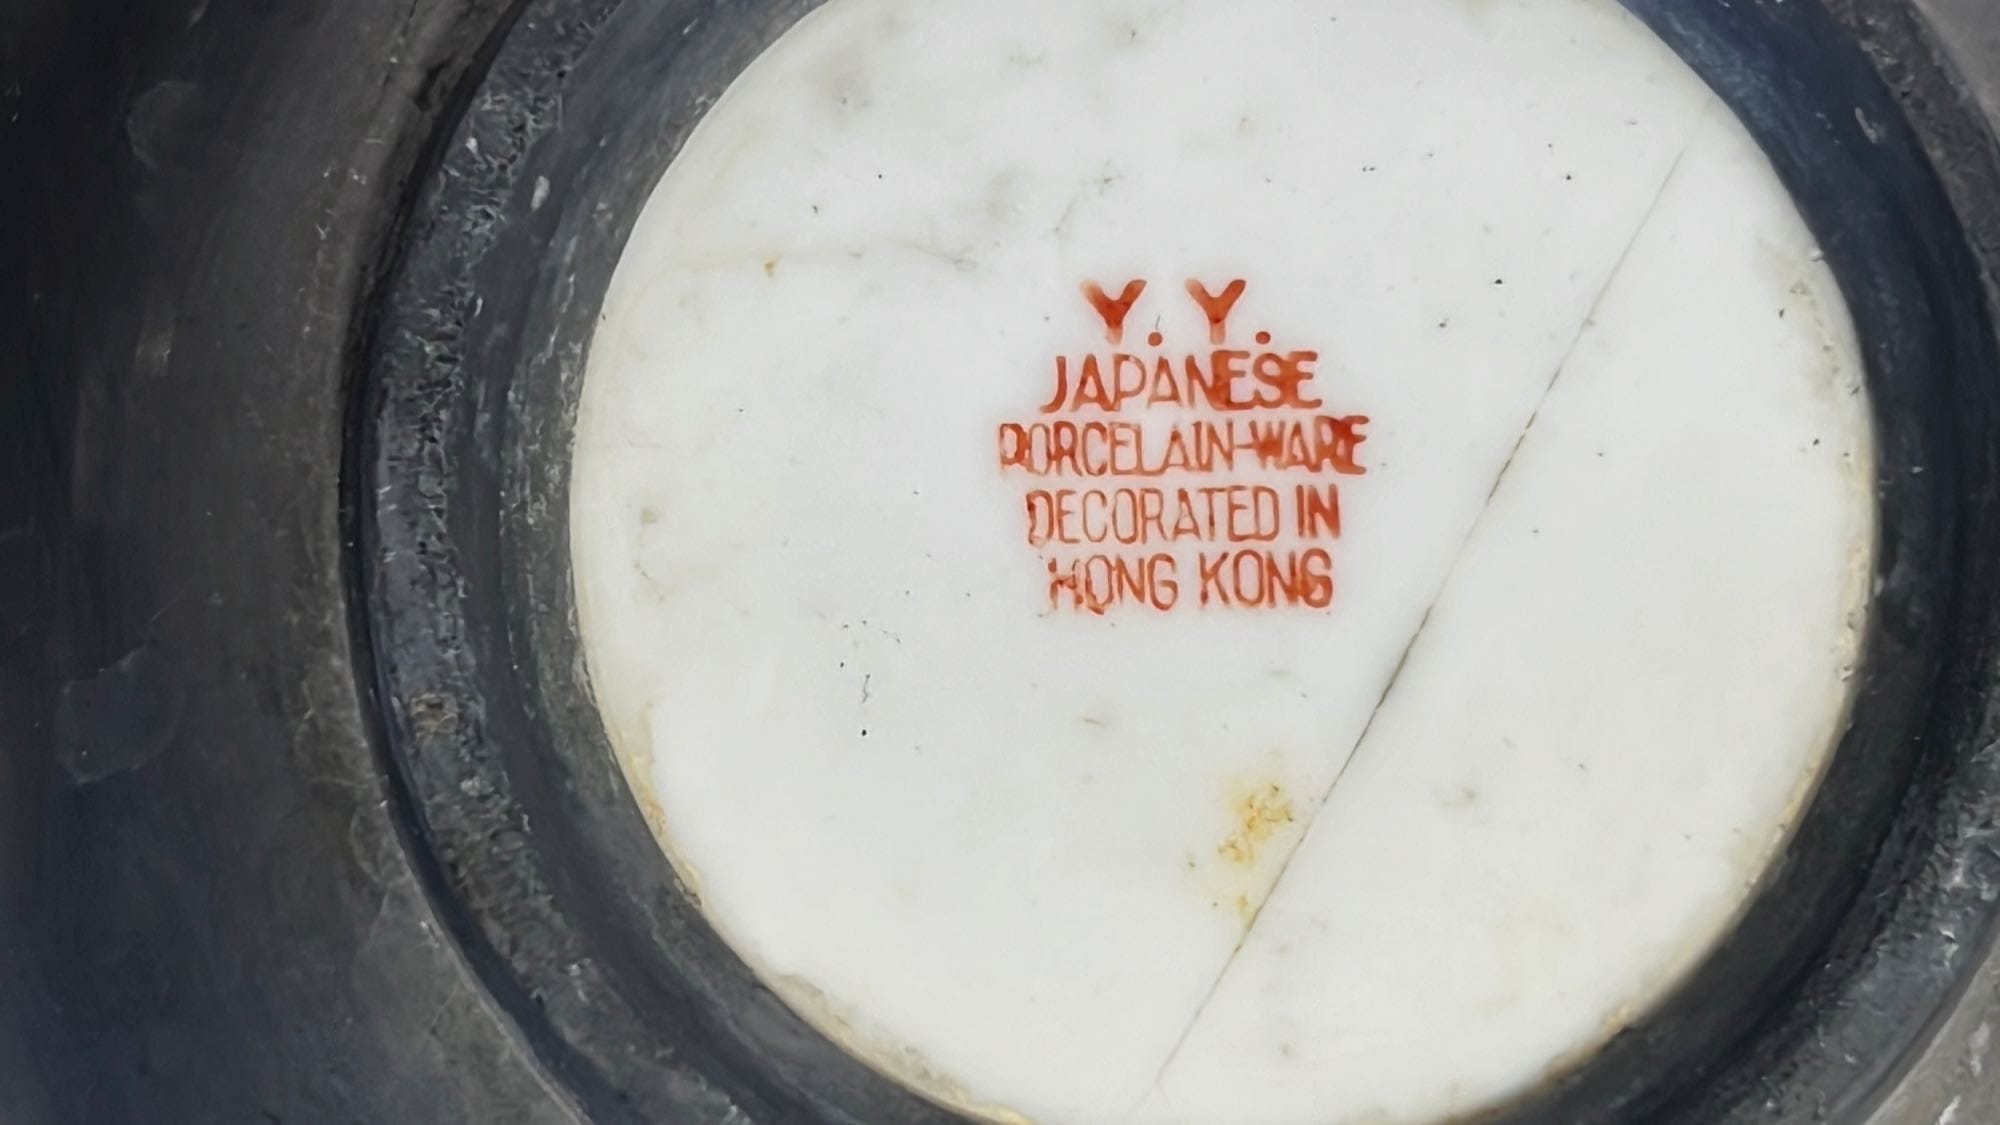 Y. Y.
JAPANESE
PORCELAIN-WARE
DECORATED IN
HONG KONG